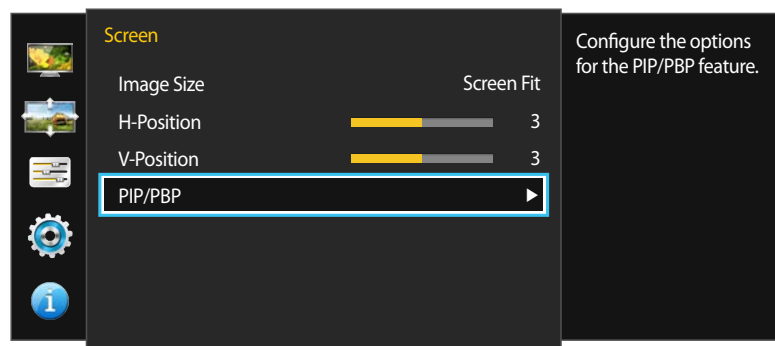 Screen
Image Size Screen Fit
H-Position 3
V-Position 3
PIP/PBP
Configure the options
for the PIP/PBP feature.
i